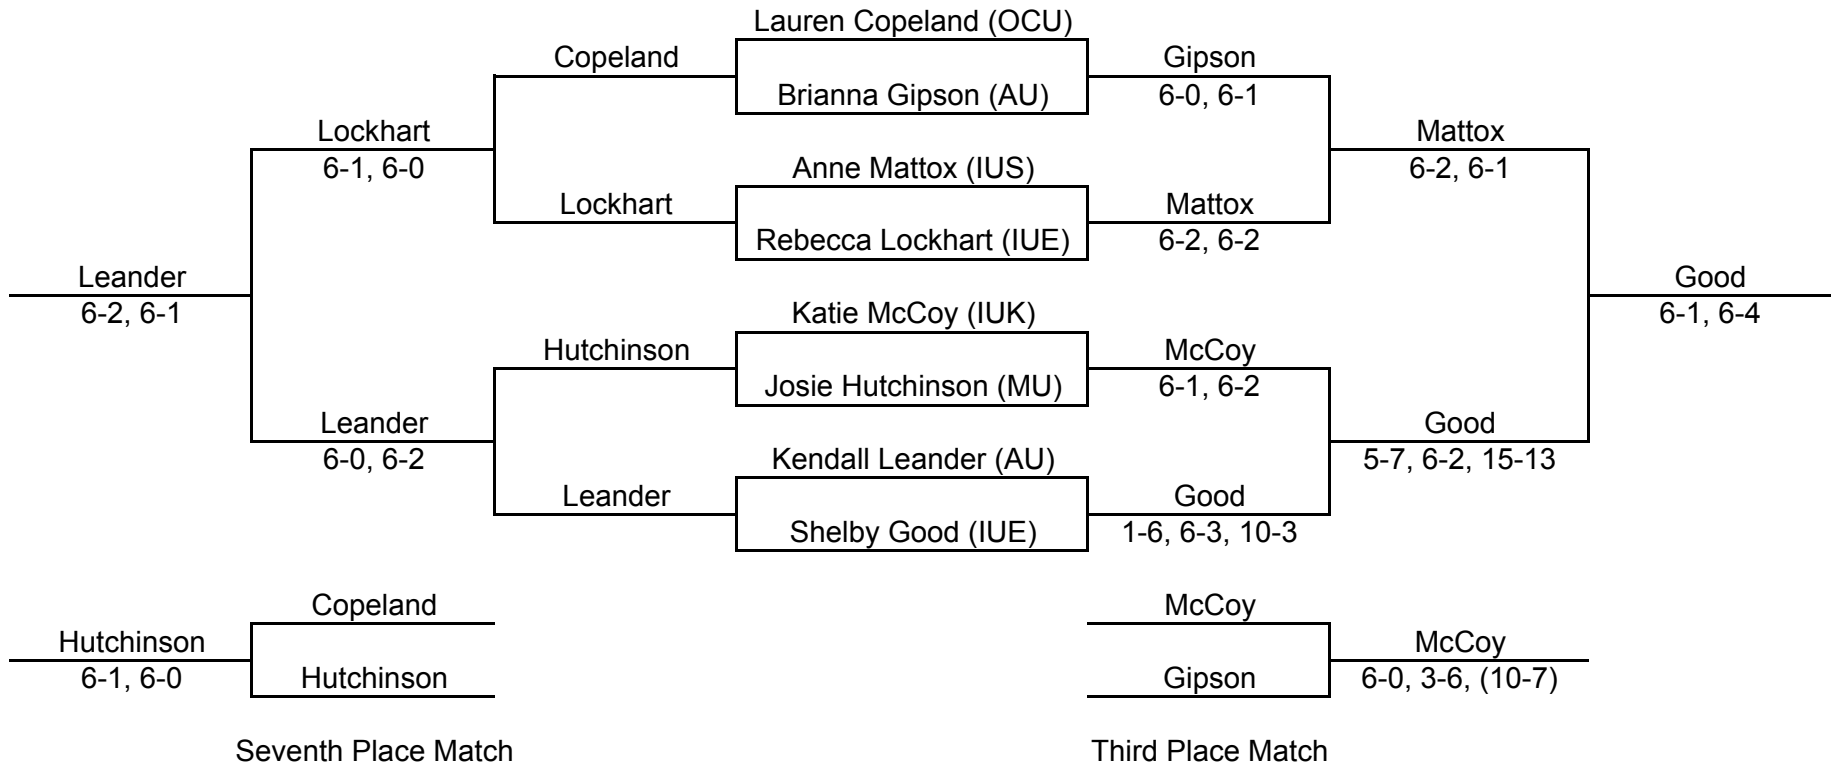 Lauren Copeland (OCU)
Copeland
Gipson
Brianna Gipson (AU)
6-0, 6-1
Lockhart
Mattox
6-1, 6-0
Anne Mattox (IUS)
6-2, 6-1
Lockhart
Mattox
Rebecca Lockhart (IUE)
6-2, 6-2
Leander
Good
6-2, 6-1
Katie McCoy (IUK)
6-1, 6-4
Hutchinson
McCoy
Josie Hutchinson (MU)
6-1, 6-2
Leander
Good
6-0, 6-2
Kendall Leander (AU)
5-7, 6-2, 15-13
Leander
Good
Shelby Good (IUE)
1-6, 6-3, 10-3
Copeland
McCoy
Hutchinson
McCoy
6-1, 6-0
Hutchinson
Gipson
6-0, 3-6, (10-7)
Seventh Place Match
Third Place Match